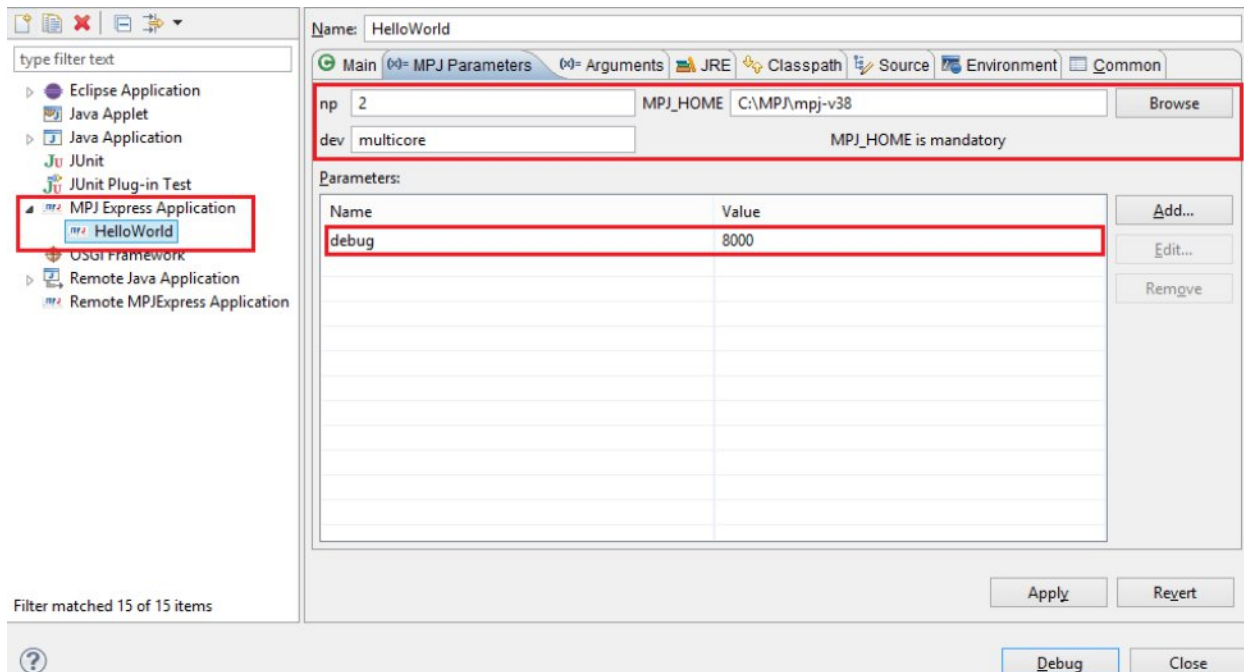 type filter text
Eclipse Application
Java Applet
Java Application
JUnit
JUnit Plug-in Test
MPJ Express Application
HelloWorld
OSGi Framework
Remote Java Application
Remote MPJExpress Application
Filter matched 15 of 15 items
Name: HelloWorld
Main (x)= MPJ Parameters (x)= Arguments JRE Classpath Source Environment Common
np 2 MPJ_HOME C:\MPJ\mpj-v38 Browse
dev multicore MPJ_HOME is mandatory
Parameters:
Name Value
debug 8000
Add...
Edit...
Remove
Apply Revert
Debug Close